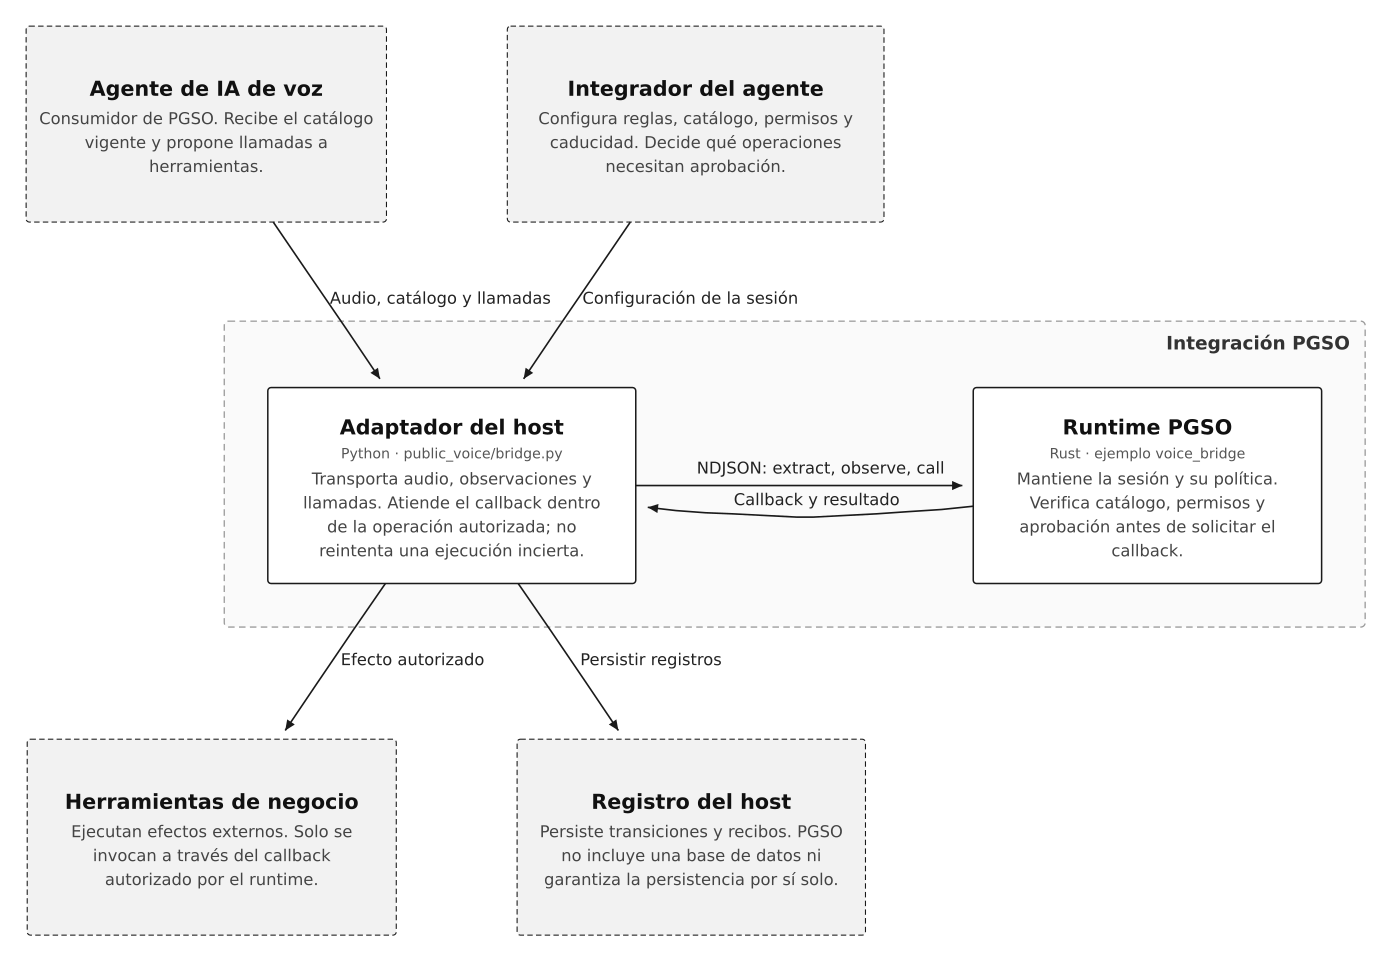 Agente de IA de voz
Consumidor de PGSO. Recibe el catálogo
vigente y propone llamadas a
herramientas.
Integrador del agente
Configura reglas, catálogo, permisos y
caducidad. Decide qué operaciones
necesitan aprobación.
Audio, catálogo y llamadas
Configuración de la sesión
Integración PGSO
Adaptador del host
Python · public_voice/bridge.py
Transporta audio, observaciones y
llamadas. Atiende el callback dentro
de la operación autorizada; no
reintenta una ejecución incierta.
NDJSON: extract, observe, call
Callback y resultado
Runtime PGSO
Rust · ejemplo voice_bridge
Mantiene la sesión y su política.
Verifica catálogo, permisos y
aprobación antes de solicitar el
callback.
Efecto autorizado
Persistir registros
Herramientas de negocio
Ejecutan efectos externos. Solo se
invocan a través del callback
autorizado por el runtime.
Registro del host
Persiste transiciones y recibos. PGSO
no incluye una base de datos ni
garantiza la persistencia por sí solo.